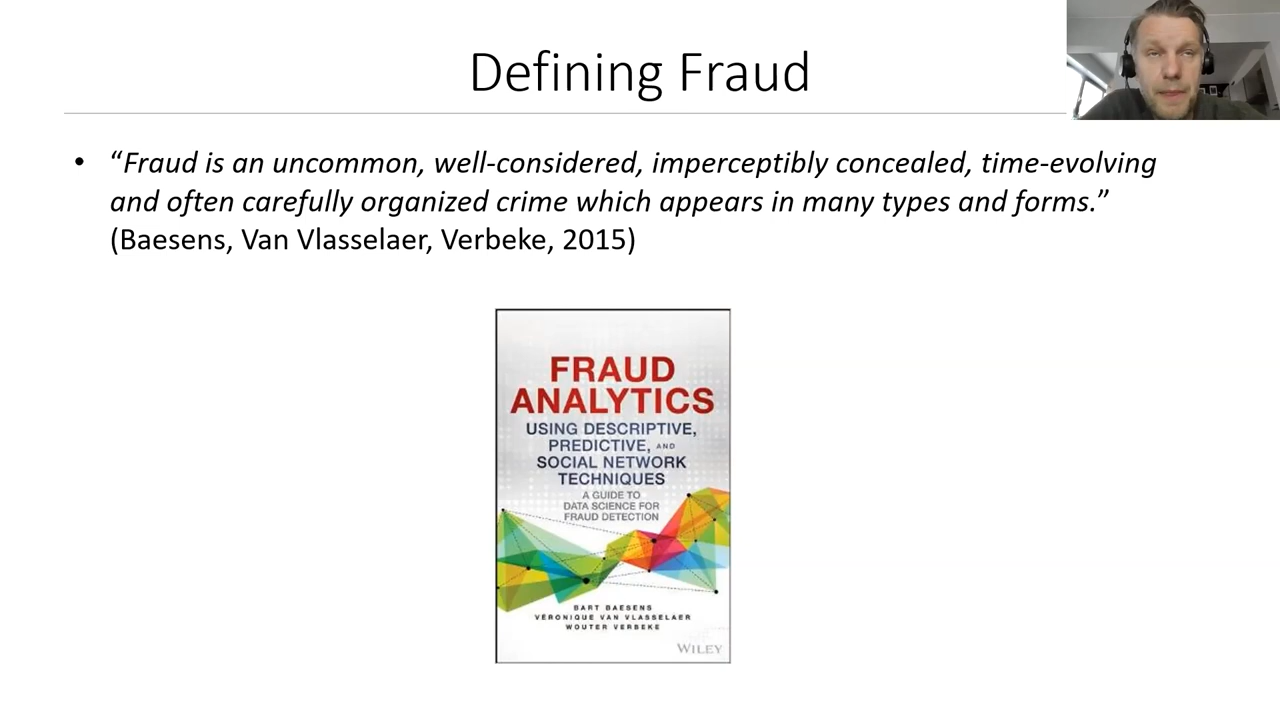 Defining Fraud
• “Fraud is an uncommon, well-considered, imperceptibly concealed, time-evolving
and often carefully organized crime which appears in many types and forms.”
(Baesens, Van Vlasselaer, Verbeke, 2015)
FRAUD
ANALYTICS
USING DESCRIPTIVE,
PREDICTIVE, AND
SOCIAL NETWORK
TECHNIQUES
A GUIDE TO
DATA SCIENCE FOR
FRAUD DETECTION
BART BAESENS
VÉRONIQUE VAN VLASSELAER
WOUTER VERBEKE
WILEY